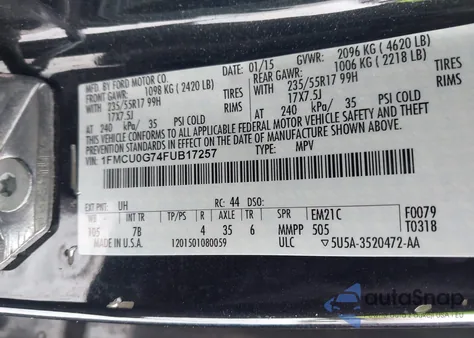 MFD. BY FORD MOTOR CO.
01/15 GVWR: 2096 KG (4620 LB)
FRONT GAWR: 1098 KG (2420 LB) REAR GAWR: 1006 KG (2218 LB)
WITH 235/55R17 99H TIRES WITH 235/55R17 99H TIRES
17X7.5J RIMS 17X7.5J RIMS
AT 240 kPa/ 35 PSI COLD AT 240 kPa/ 35 PSI COLD
THIS VEHICLE CONFORMS TO ALL APPLICABLE FEDERAL MOTOR VEHICLE SAFETY, BUMPER, AND THEFT PREVENTION STANDARDS IN EFFECT ON THE DATE OF MANUFACTURE SHOWN ABOVE.
VIN: 1FMCU0G74FUB17257 TYPE: MPV
EXT PNT: UH RC: 44 DSO: F0079
INT TR TP/PS R AXLE TR SPR EM21C T0318
105 7B 4 35 6 MMPP 505
MADE IN U.S.A. 1201501080059 ULC ▽5U5A-3520472-AA
autoSnap